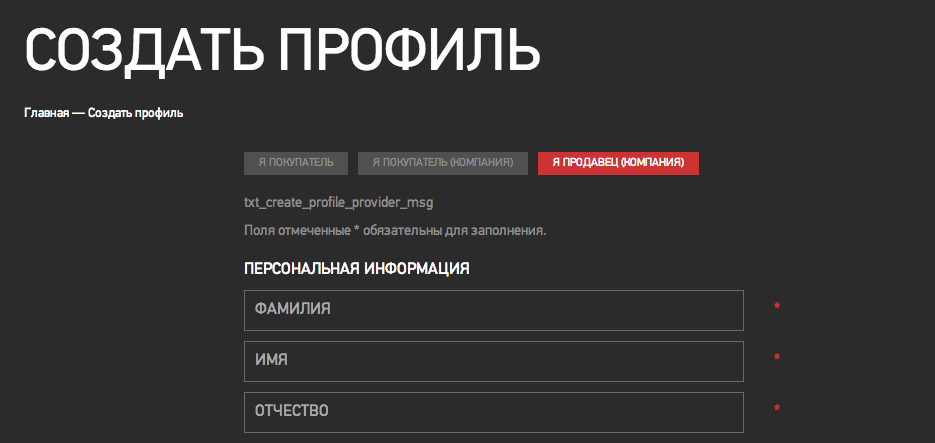 СОЗДАТЬ ПРОФИЛЬ
Главная — Создать профиль
Я ПОКУПАТЕЛЬ Я ПОКУПАТЕЛЬ (КОМПАНИЯ) Я ПРОДАВЕЦ (КОМПАНИЯ)
txt_create_profile_provider_msg
Поля отмеченные * обязательны для заполнения.
ПЕРСОНАЛЬНАЯ ИНФОРМАЦИЯ
ФАМИЛИЯ *
ИМЯ *
ОТЧЕСТВО *